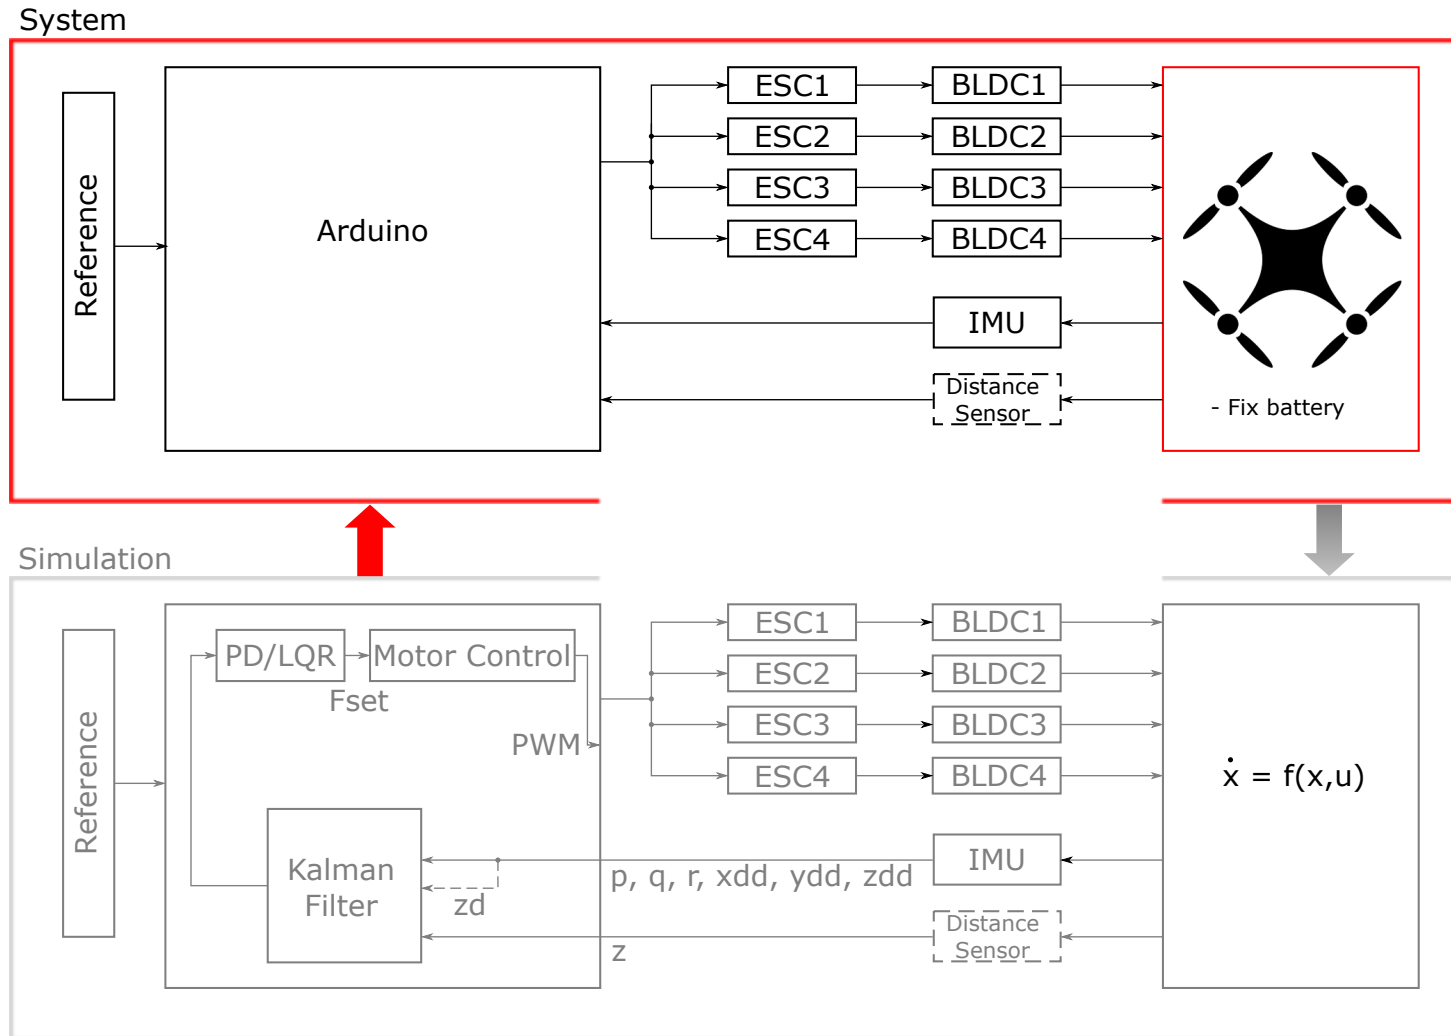 System
Reference
Arduino
ESC1
BLDC1
ESC2
BLDC2
ESC3
BLDC3
ESC4
BLDC4
IMU
Distance
Sensor
- Fix battery
Simulation
Reference
PD/LQR
Motor Control
Fset
PWM
Kalman
Filter
zd
p, q, r, xdd, ydd, zdd
z
ESC1
BLDC1
ESC2
BLDC2
ESC3
BLDC3
ESC4
BLDC4
IMU
Distance
Sensor
ẋ = f(x,u)